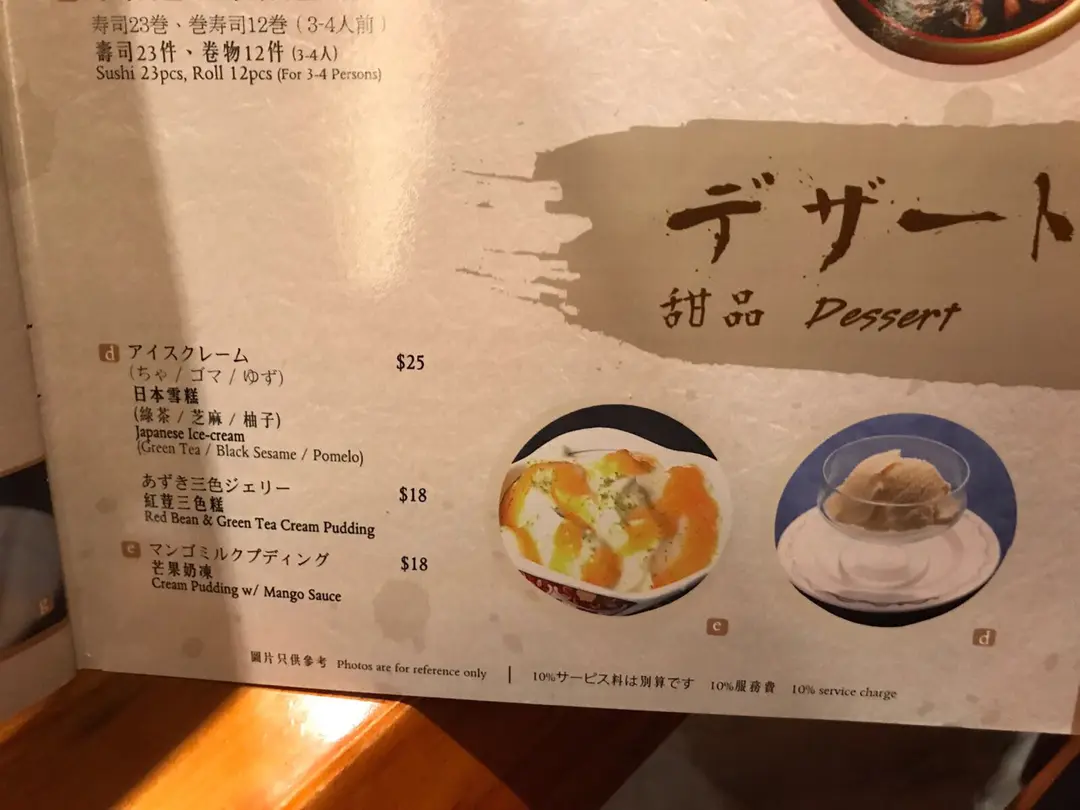 寿司23巻、巻寿司12巻（3-4人前）
壽司23件、卷物12件 (3-4人)
Sushi 23pcs, Roll 12pcs (For 3-4 Persons)
デザート
甜品 Dessert
d アイスクレーム $25
(ちゃ / ゴマ / ゆず)
日本雪糕
(綠茶 / 芝麻 / 柚子)
Japanese Ice-cream
(Green Tea / Black Sesame / Pomelo)
あずき三色ジェリー $18
紅荳三色糕
Red Bean & Green Tea Cream Pudding
e マンゴミルクプディング $18
芒果奶凍
Cream Pudding w/ Mango Sauce
e
d
g
圖片只供參考 Photos are for reference only | 10%サービス料は別算です 10%服務費 10% service charge